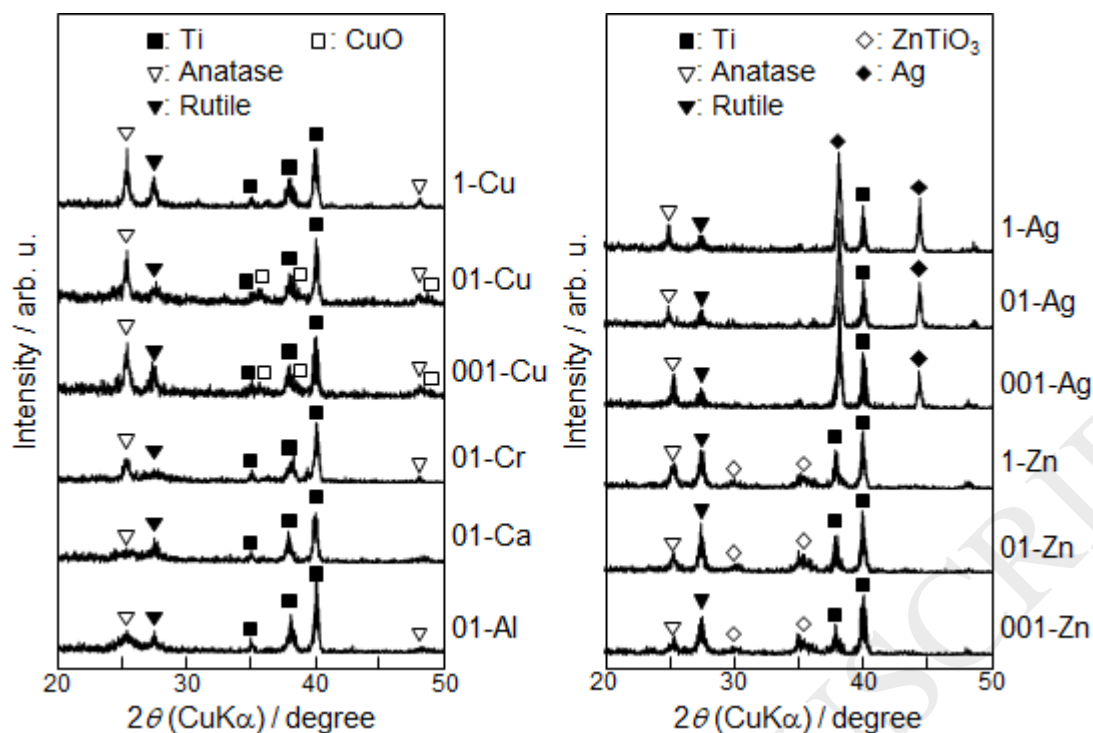 ■: Ti □: CuO
▽: Anatase
▼: Rutile
1-Cu
01-Cu
001-Cu
01-Cr
01-Ca
01-Al
Intensity / arb. u.
20 30 40 50
2θ (CuKα) / degree
■: Ti ◇: ZnTiO₃
▽: Anatase ◆: Ag
▼: Rutile
1-Ag
01-Ag
001-Ag
1-Zn
01-Zn
001-Zn
Intensity / arb. u.
20 30 40 50
2θ (CuKα) / degree